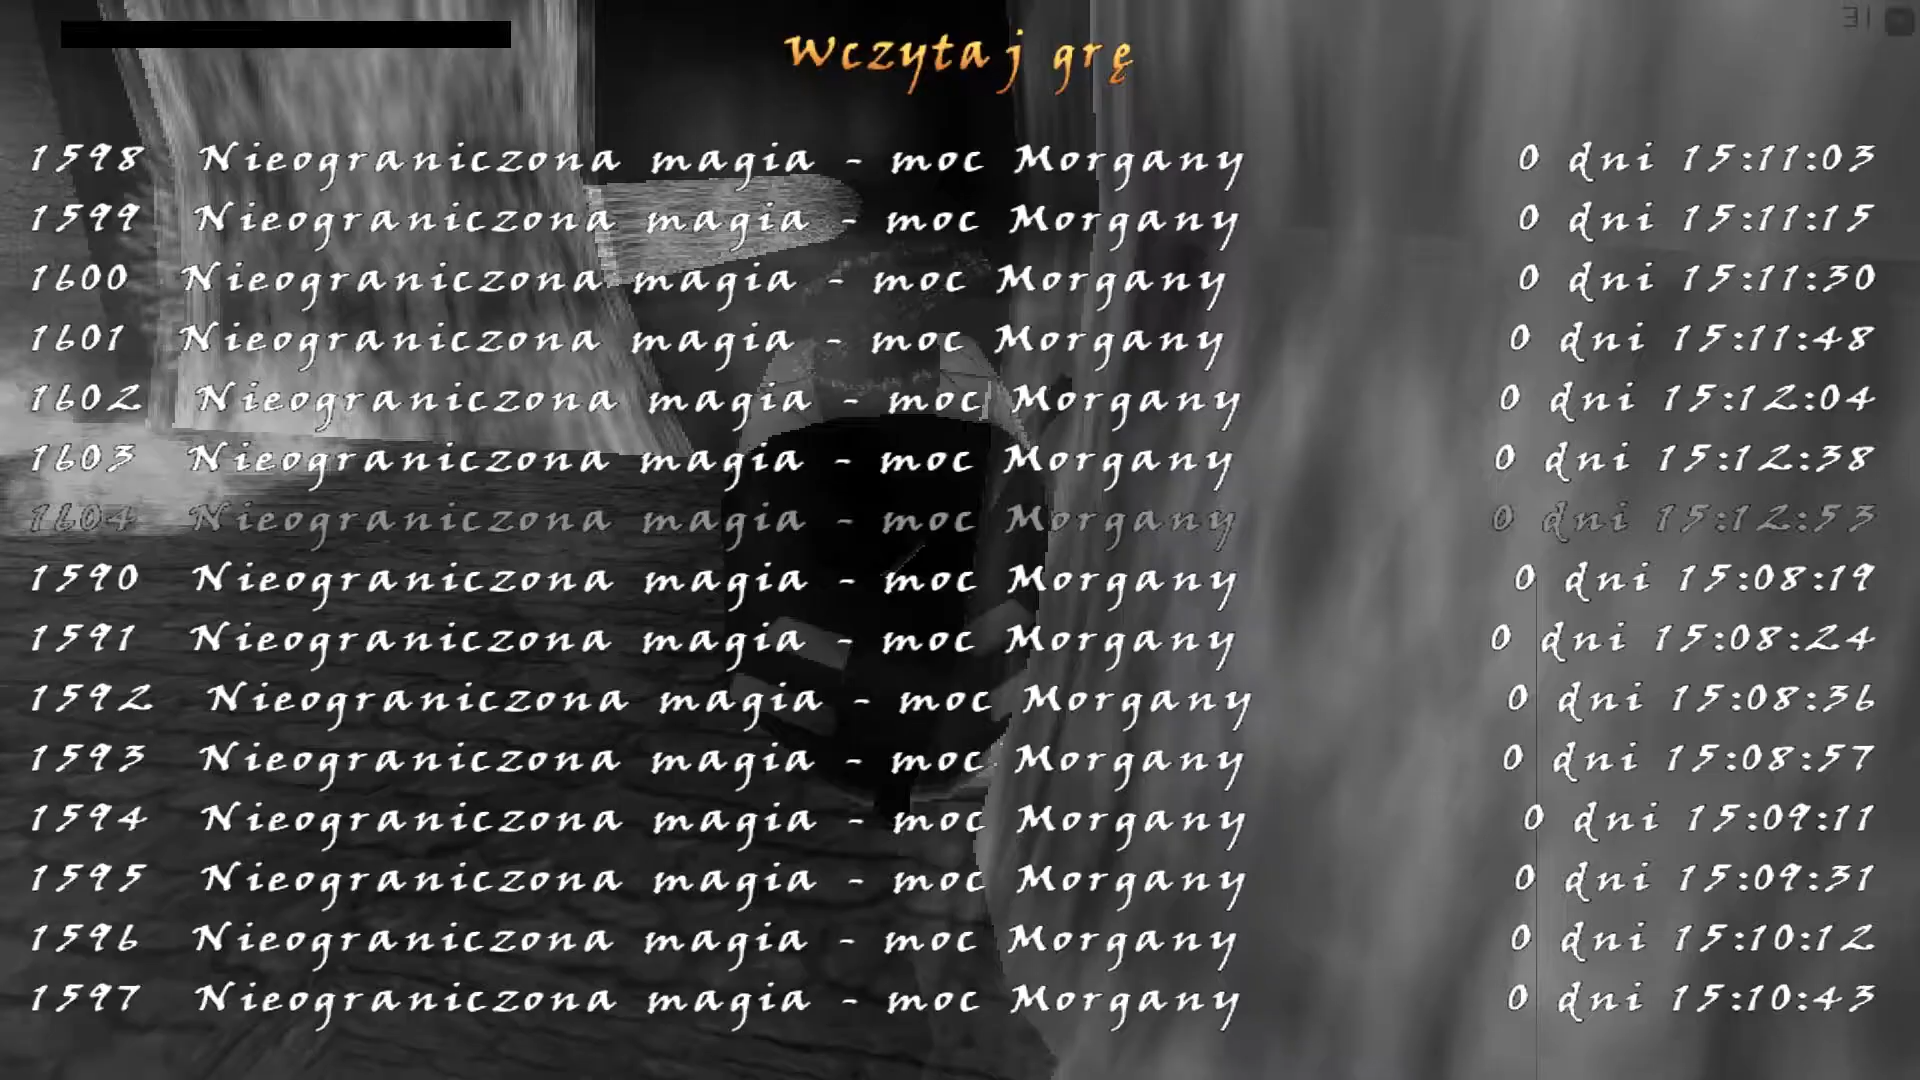 31
Wczytaj grę
1598 Nieograniczona magia - moc Morgany 0 dni 15:11:03
1599 Nieograniczona magia - moc Morgany 0 dni 15:11:15
1600 Nieograniczona magia - moc Morgany 0 dni 15:11:30
1601 Nieograniczona magia - moc Morgany 0 dni 15:11:48
1602 Nieograniczona magia - moc Morgany 0 dni 15:12:04
1603 Nieograniczona magia - moc Morgany 0 dni 15:12:38
1604 Nieograniczona magia - moc Morgany 0 dni 15:12:53
1590 Nieograniczona magia - moc Morgany 0 dni 15:08:19
1591 Nieograniczona magia - moc Morgany 0 dni 15:08:24
1592 Nieograniczona magia - moc Morgany 0 dni 15:08:36
1593 Nieograniczona magia - moc Morgany 0 dni 15:08:57
1594 Nieograniczona magia - moc Morgany 0 dni 15:09:11
1595 Nieograniczona magia - moc Morgany 0 dni 15:09:31
1596 Nieograniczona magia - moc Morgany 0 dni 15:10:12
1597 Nieograniczona magia - moc Morgany 0 dni 15:10:43